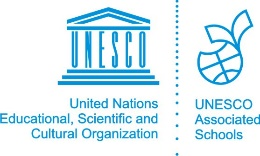 UNESCO
United Nations
Educational, Scientific and
Cultural Organization
UNESCO
Associated
Schools